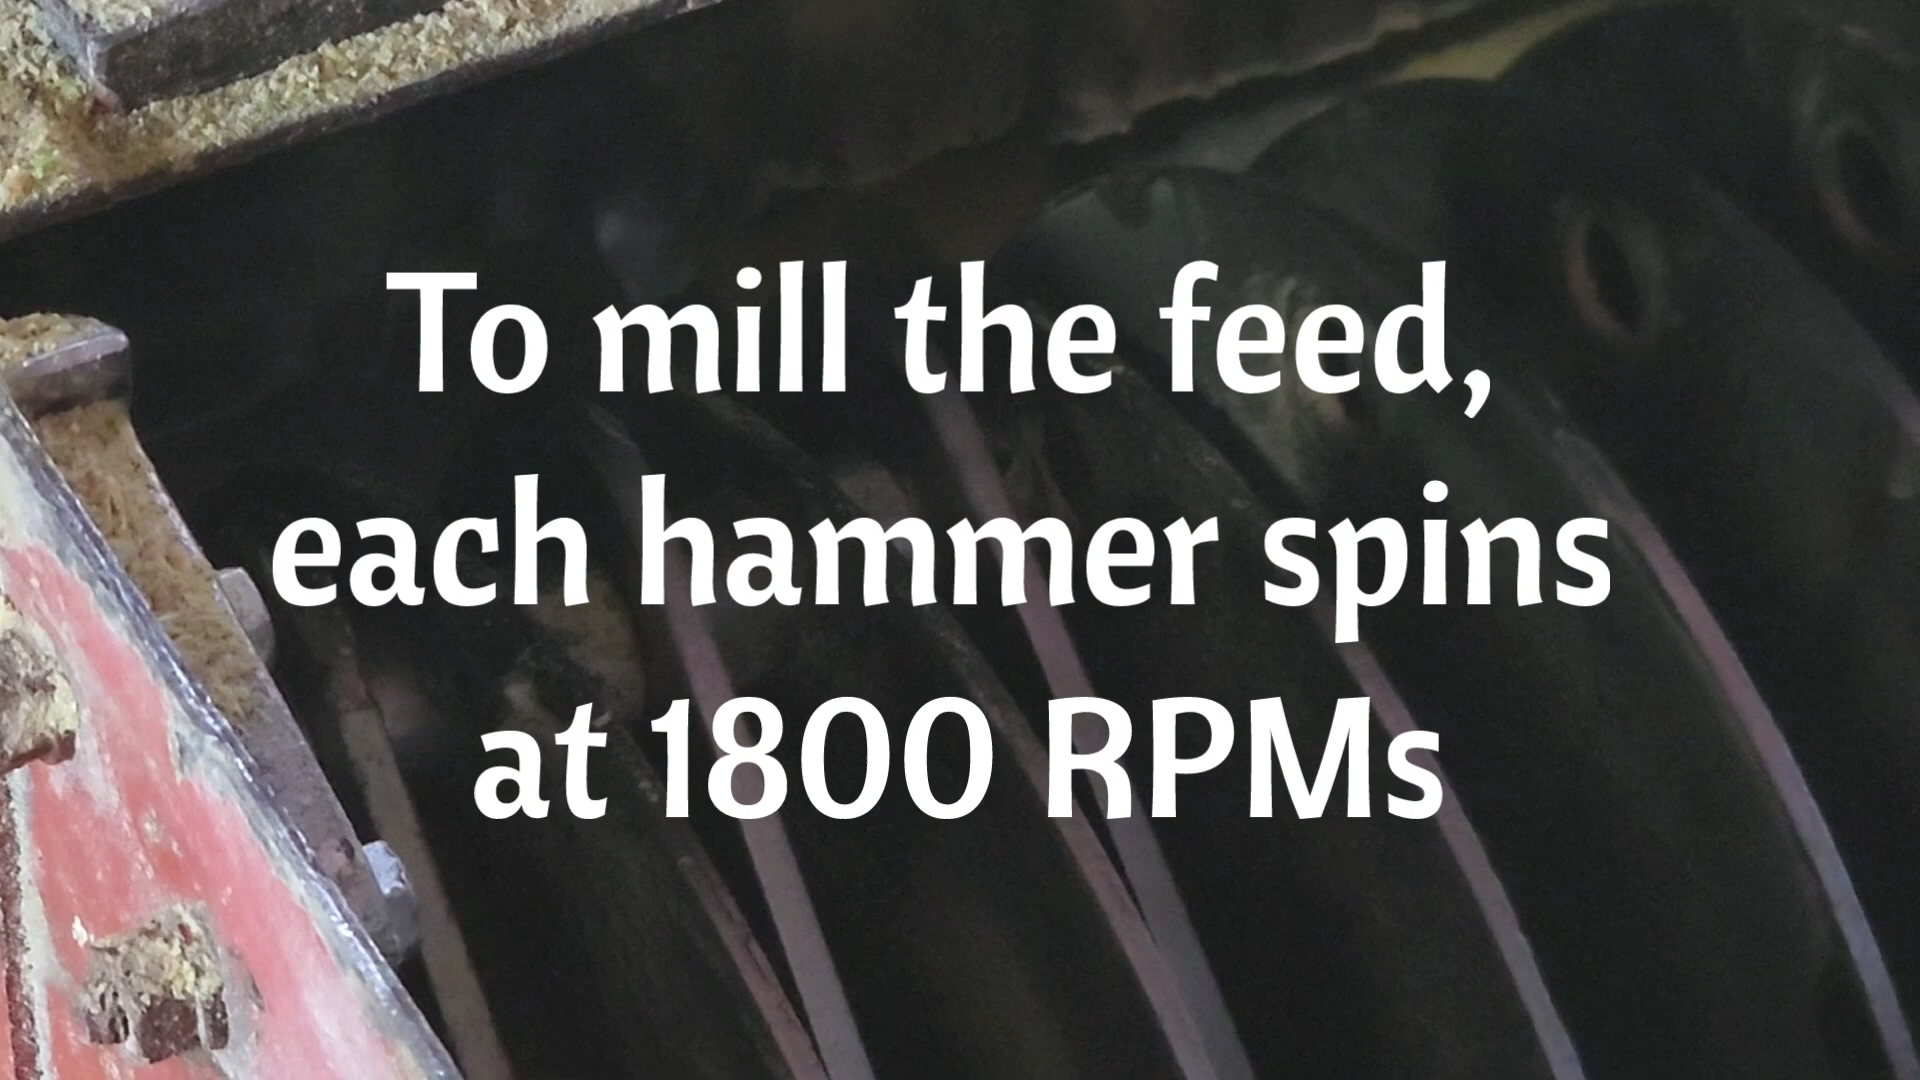 To mill the feed,
each hammer spins
at 1800 RPMs